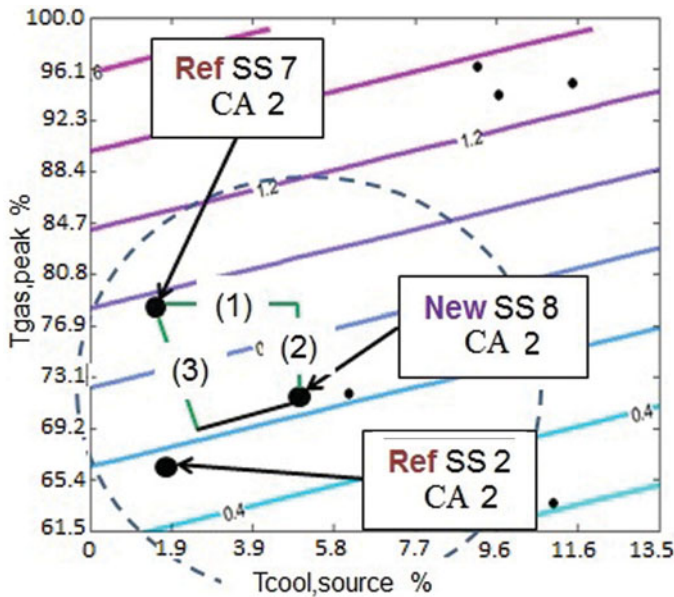 100.0
96.1
92.3
88.4
84.7
80.8
76.9
73.1
69.2
65.4
61.5
Tgas,peak %
6
Ref SS 7
CA 2
1.2
1.2
(1)
(2)
(3)
New SS 8
CA 2
0.4
Ref SS 2
CA 2
0.4
0 1.9 3.9 5.8 7.7 9.6 11.6 13.5
Tcool,source %